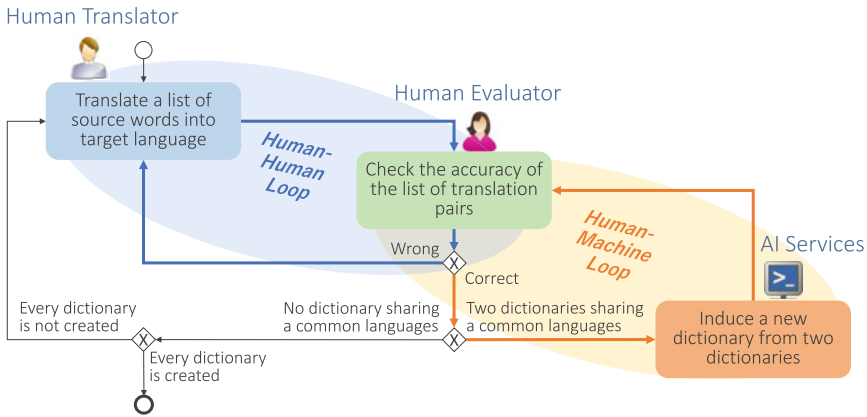 Human Translator
Translate a list of
source words into
target language
Human Evaluator
Human-
Human
Loop
Check the accuracy of
the list of translation
pairs
Human-
Machine
Loop
AI Services
>_
Wrong
X
Correct
Every dictionary
is not created
No dictionary sharing
a common languages
Two dictionaries sharing
a common languages
Induce a new
dictionary from two
dictionaries
X
X
Every dictionary
is created